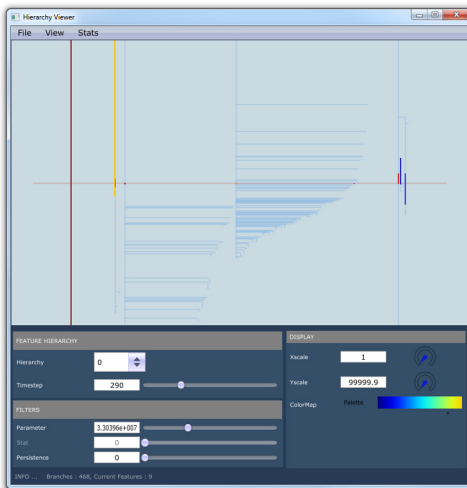 Hierarchy Viewer
File View Stats
FEATURE HIERARCHY
Hierarchy 0
Timestep 290
FILTERS
Parameter 3.30396e+007
Stat 0
Persistence 0
DISPLAY
Xscale 1
Yscale 99999.9
ColorMap Palette
INFO ... Branches : 468, Current Features : 9